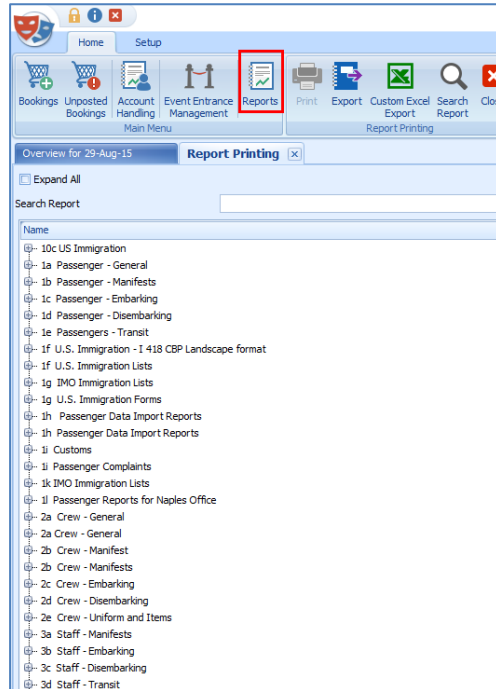 Home Setup
Bookings Unposted Bookings Account Handling Event Entrance Management Reports Print Export Custom Excel Export Search Report
Main Menu Report Printing
Overview for 29-Aug-15 Report Printing
Expand All
Search Report
Name
10c US Immigration
1a Passenger - General
1b Passenger - Manifests
1c Passenger - Embarking
1d Passenger - Disembarking
1e Passengers - Transit
1f U.S. Immigration - I 418 CBP Landscape format
1f U.S. Immigration Lists
1g IMO Immigration Lists
1g U.S. Immigration Forms
1h Passenger Data Import Reports
1h Passenger Data Import Reports
1i Customs
1i Passenger Complaints
1k IMO Immigration Lists
1l Passenger Reports for Naples Office
2a Crew - General
2a Crew - General
2b Crew - Manifest
2b Crew - Manifests
2c Crew - Embarking
2d Crew - Disembarking
2e Crew - Uniform and Items
3a Staff - Manifests
3b Staff - Embarking
3c Staff - Disembarking
3d Staff - Transit